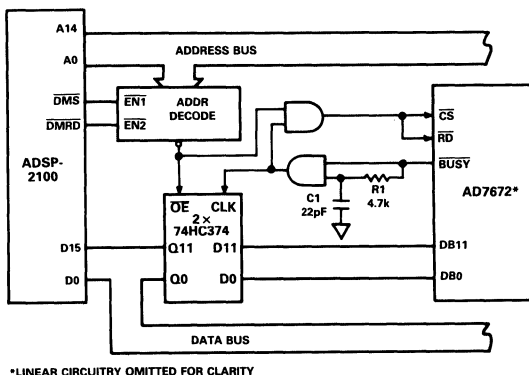 A14
ADDRESS BUS
A0
DMS
EN1
ADDR
DECODE
DMRD
EN2
CS
RD
ADSP-
2100
BUSY
R1
4.7k
AD7672*
C1
22pF
OE CLK
2 ×
74HC374
D15
Q11
D11
DB11
D0
Q0
D0
DB0
DATA BUS
*LINEAR CIRCUITRY OMITTED FOR CLARITY